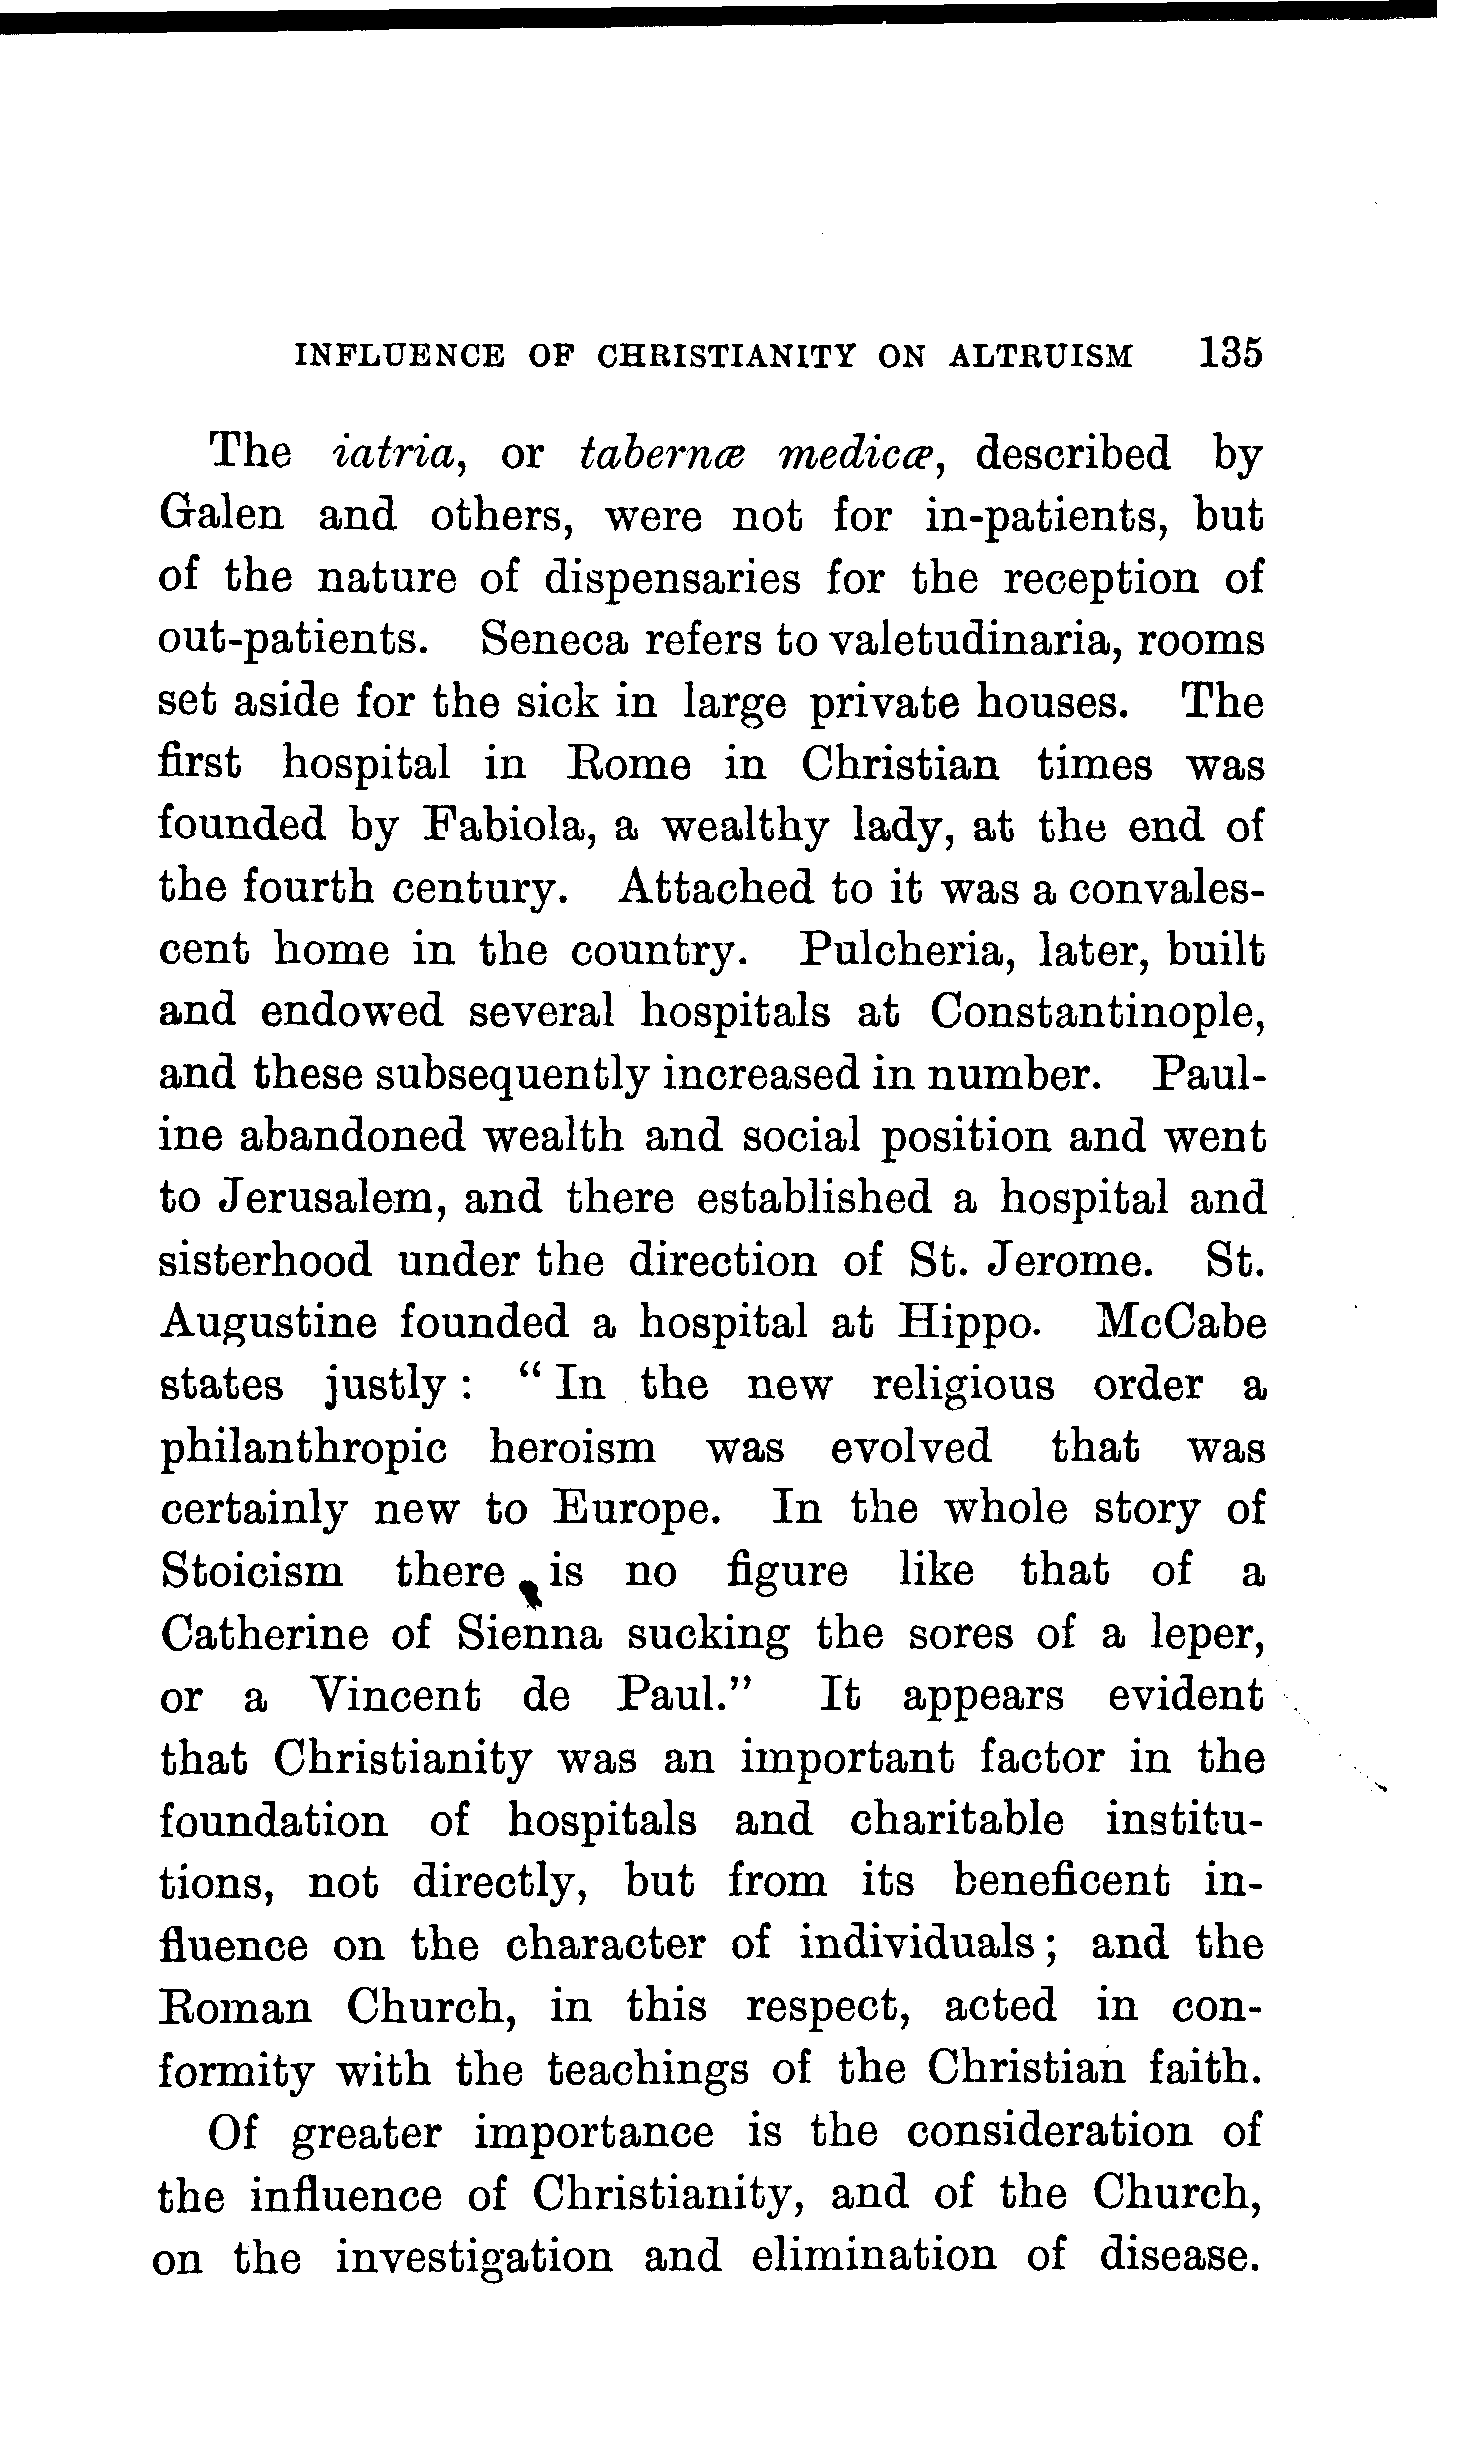 INFLUENCE OF CHRISTIANITY ON ALTRUISM 135
The iatria, or tabernæ medicæ, described by
Galen and others, were not for in-patients, but
of the nature of dispensaries for the reception of
out-patients. Seneca refers to valetudinaria, rooms
set aside for the sick in large private houses. The
first hospital in Rome in Christian times was
founded by Fabiola, a wealthy lady, at the end of
the fourth century. Attached to it was a convales-
cent home in the country. Pulcheria, later, built
and endowed several hospitals at Constantinople,
and these subsequently increased in number. Paul-
ine abandoned wealth and social position and went
to Jerusalem, and there established a hospital and
sisterhood under the direction of St. Jerome. St.
Augustine founded a hospital at Hippo. McCabe
states justly : “ In the new religious order a
philanthropic heroism was evolved that was
certainly new to Europe. In the whole story of
Stoicism there is no figure like that of a
Catherine of Sienna sucking the sores of a leper,
or a Vincent de Paul.” It appears evident
that Christianity was an important factor in the
foundation of hospitals and charitable institu-
tions, not directly, but from its beneficent in-
fluence on the character of individuals ; and the
Roman Church, in this respect, acted in con-
formity with the teachings of the Christian faith.
Of greater importance is the consideration of
the influence of Christianity, and of the Church,
on the investigation and elimination of disease.